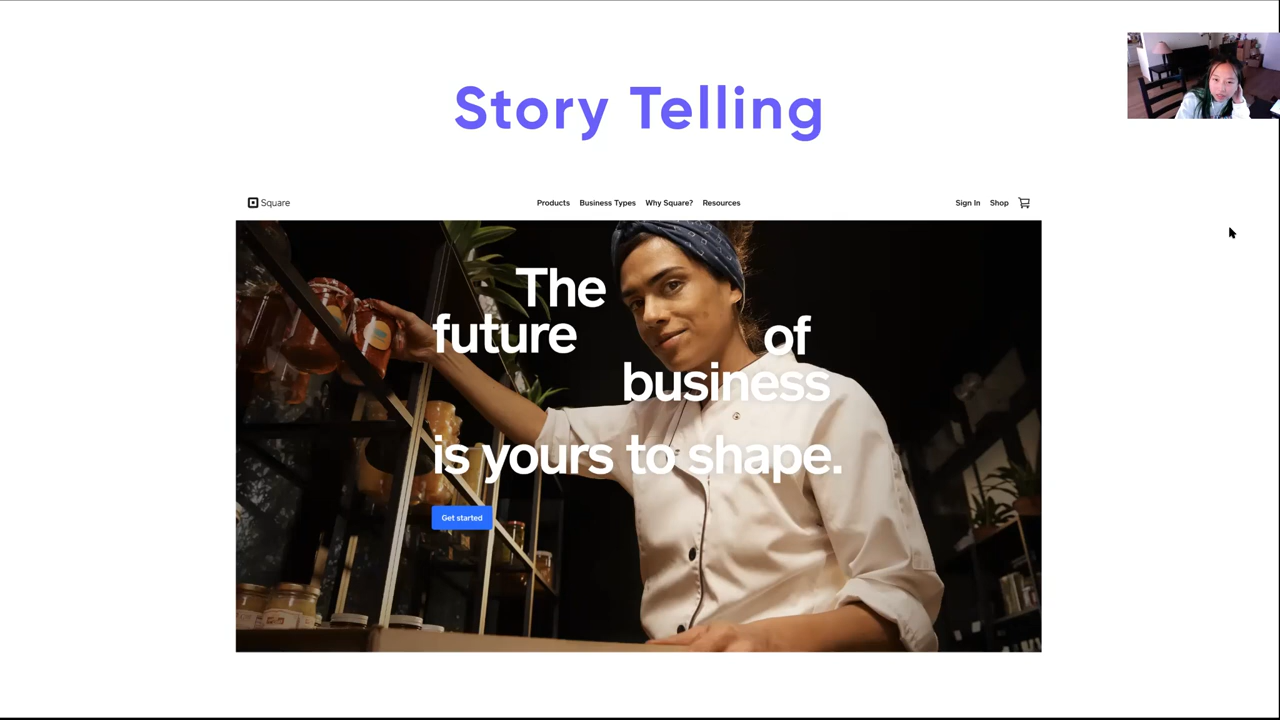 Story Telling
Square
Products Business Types Why Square? Resources
Sign In Shop
The
future of
business
is yours to shape.
Get started